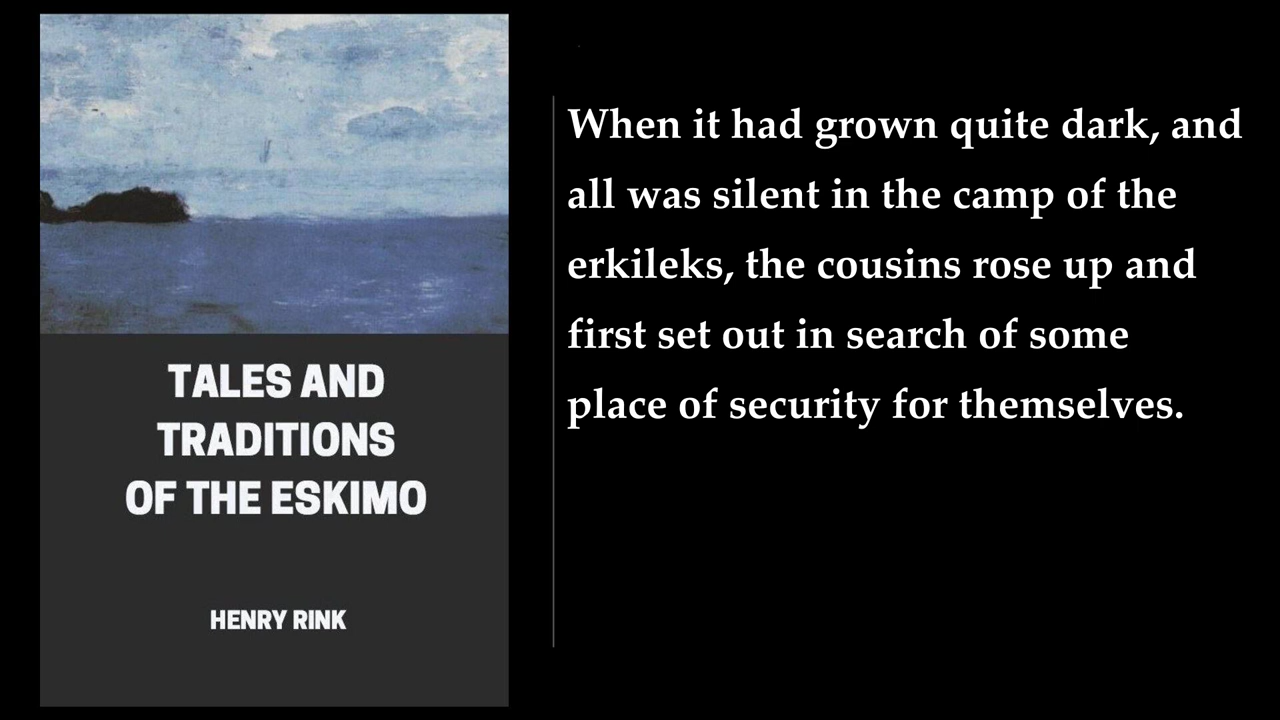 TALES AND
TRADITIONS
OF THE ESKIMO
HENRY RINK
When it had grown quite dark, and
all was silent in the camp of the
erkileks, the cousins rose up and
first set out in search of some
place of security for themselves.